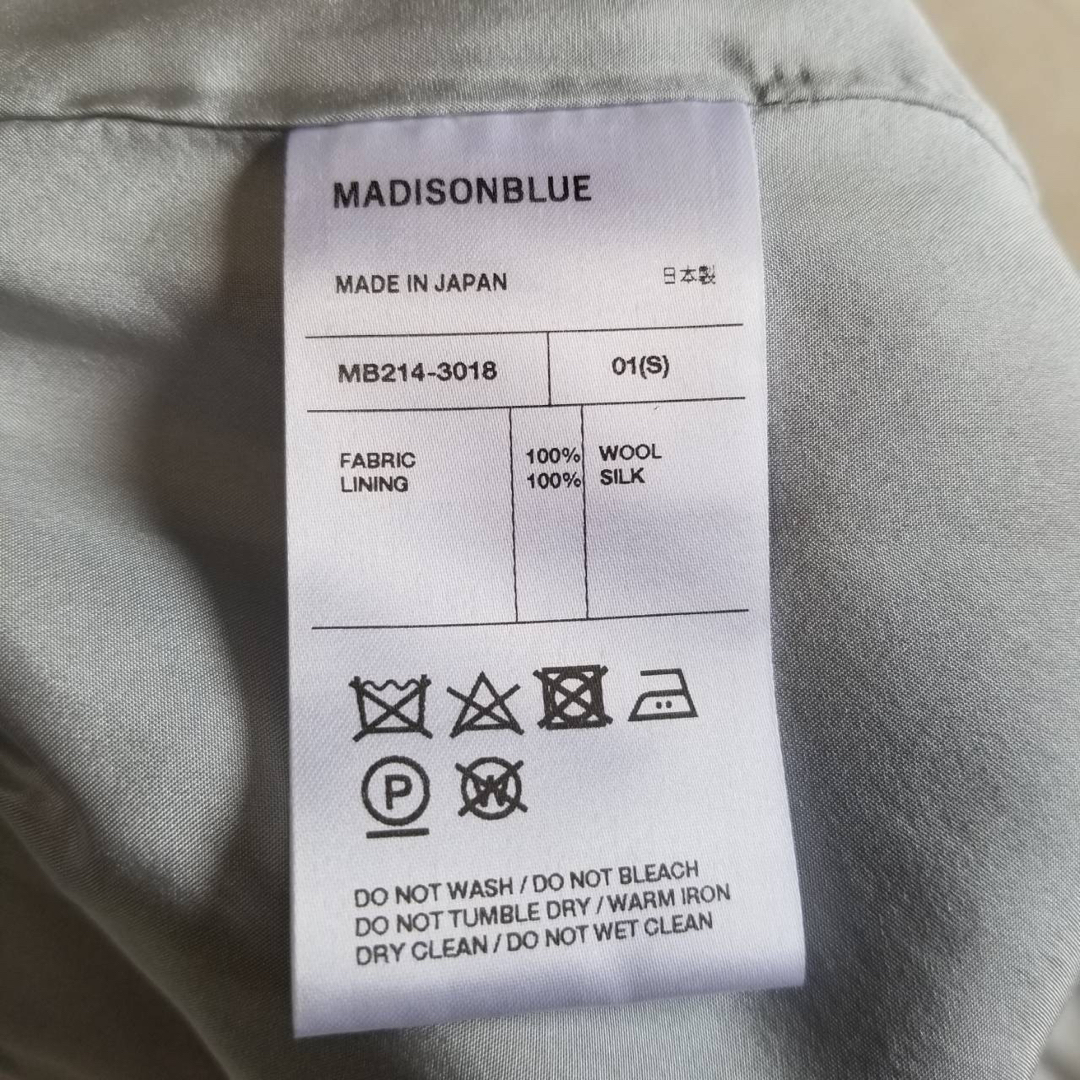 MADISONBLUE
MADE IN JAPAN 日本製
MB214-3018 01(S)
FABRIC 100% WOOL
LINING 100% SILK
P W
DO NOT WASH / DO NOT BLEACH
DO NOT TUMBLE DRY / WARM IRON
DRY CLEAN / DO NOT WET CLEAN